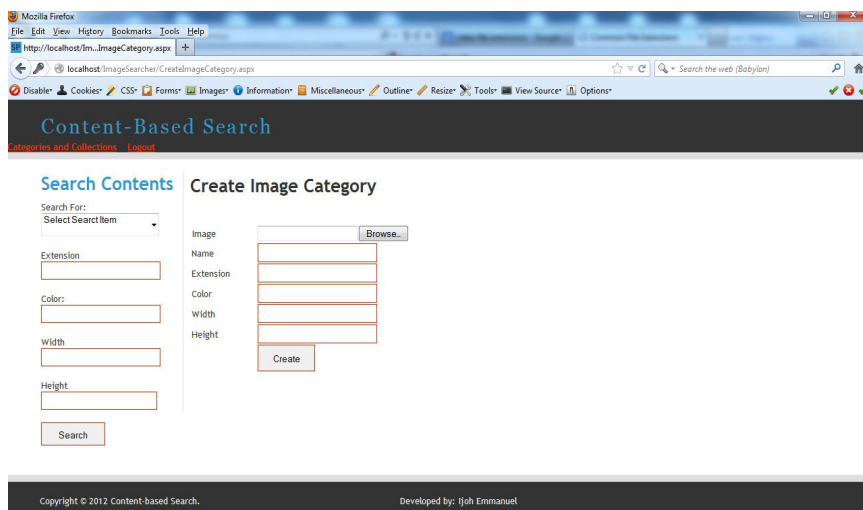 Mozilla Firefox
File Edit View History Bookmarks Tools Help
http://localhost/Im...ImageCategory.aspx +
localhost/ImageSearcher/CreateImageCategory.aspx
Search the web (Babylon)
Disable Cookies CSS Forms Images Information Miscellaneous Outline Resize Tools View Source Options
Content-Based Search
Categories and Collections Logout
Search Contents
Search For:
Select Searct Item
Extension
Color:
Width
Height
Search
Create Image Category
Image Browse..
Name
Extension
Color
Width
Height
Create
Copyright © 2012 Content-based Search.
Developed by: Ijoh Emmanuel